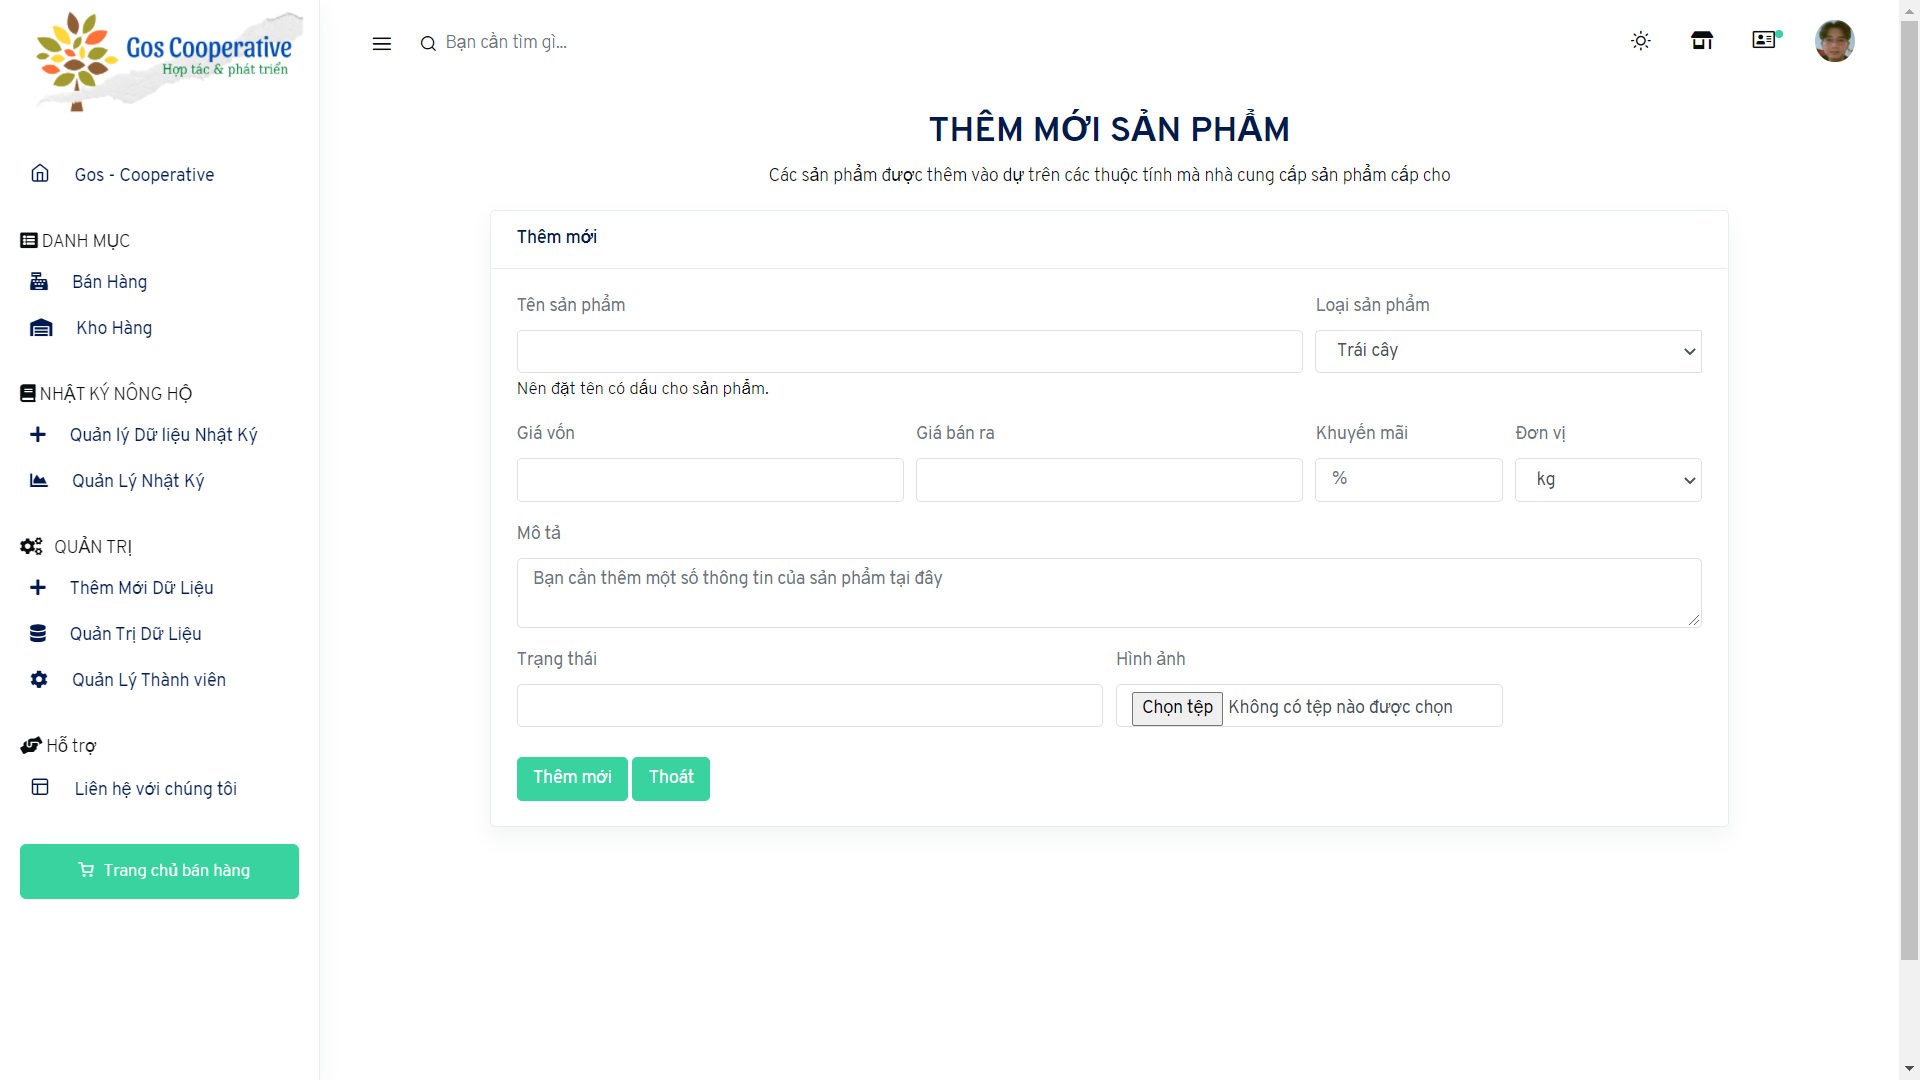 Gos Cooperative
Hợp tác & phát triển
Gos - Cooperative
DANH MỤC
Bán Hàng
Kho Hàng
NHẬT KÝ NÔNG HỘ
Quản lý Dữ liệu Nhật Ký
Quản Lý Nhật Ký
QUẢN TRỊ
Thêm Mới Dữ Liệu
Quản Trị Dữ Liệu
Quản Lý Thành viên
Hỗ trợ
Liên hệ với chúng tôi
Trang chủ bán hàng
Bạn cần tìm gì...
THÊM MỚI SẢN PHẨM
Các sản phẩm được thêm vào dự trên các thuộc tính mà nhà cung cấp sản phẩm cấp cho
Thêm mới
Tên sản phẩm
Loại sản phẩm
Trái cây
Nên đặt tên có dấu cho sản phẩm.
Giá vốn
Giá bán ra
Khuyến mãi
Đơn vị
%
kg
Mô tả
Bạn cần thêm một số thông tin của sản phẩm tại đây
Trạng thái
Hình ảnh
Chọn tệp Không có tệp nào được chọn
Thêm mới
Thoát